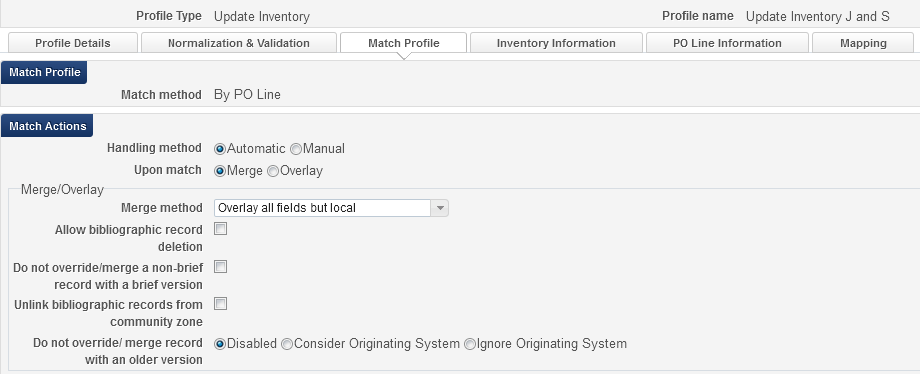 Profile Type Update Inventory Profile name Update Inventory J and S
Profile Details Normalization & Validation Match Profile Inventory Information PO Line Information Mapping
Match Profile
Match method By PO Line
Match Actions
Handling method Automatic Manual
Upon match Merge Overlay
Merge/Overlay
Merge method Overlay all fields but local
Allow bibliographic record
deletion
Do not override/merge a non-brief
record with a brief version
Unlink bibliographic records from
community zone
Do not override/ merge record
with an older version
Disabled Consider Originating System Ignore Originating System